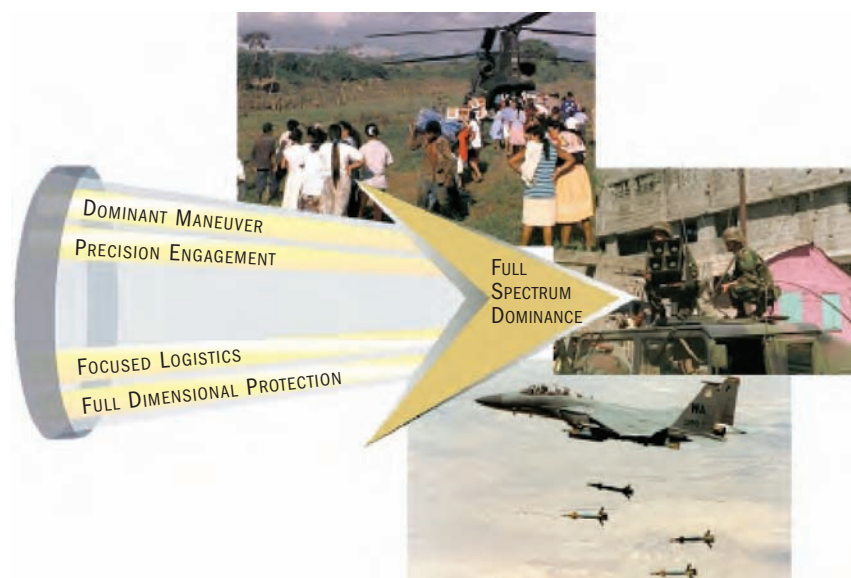 DOMINANT MANEUVER
PRECISION ENGAGEMENT
FULL
SPECTRUM
DOMINANCE
FOCUSED LOGISTICS
FULL DIMENSIONAL PROTECTION
WA